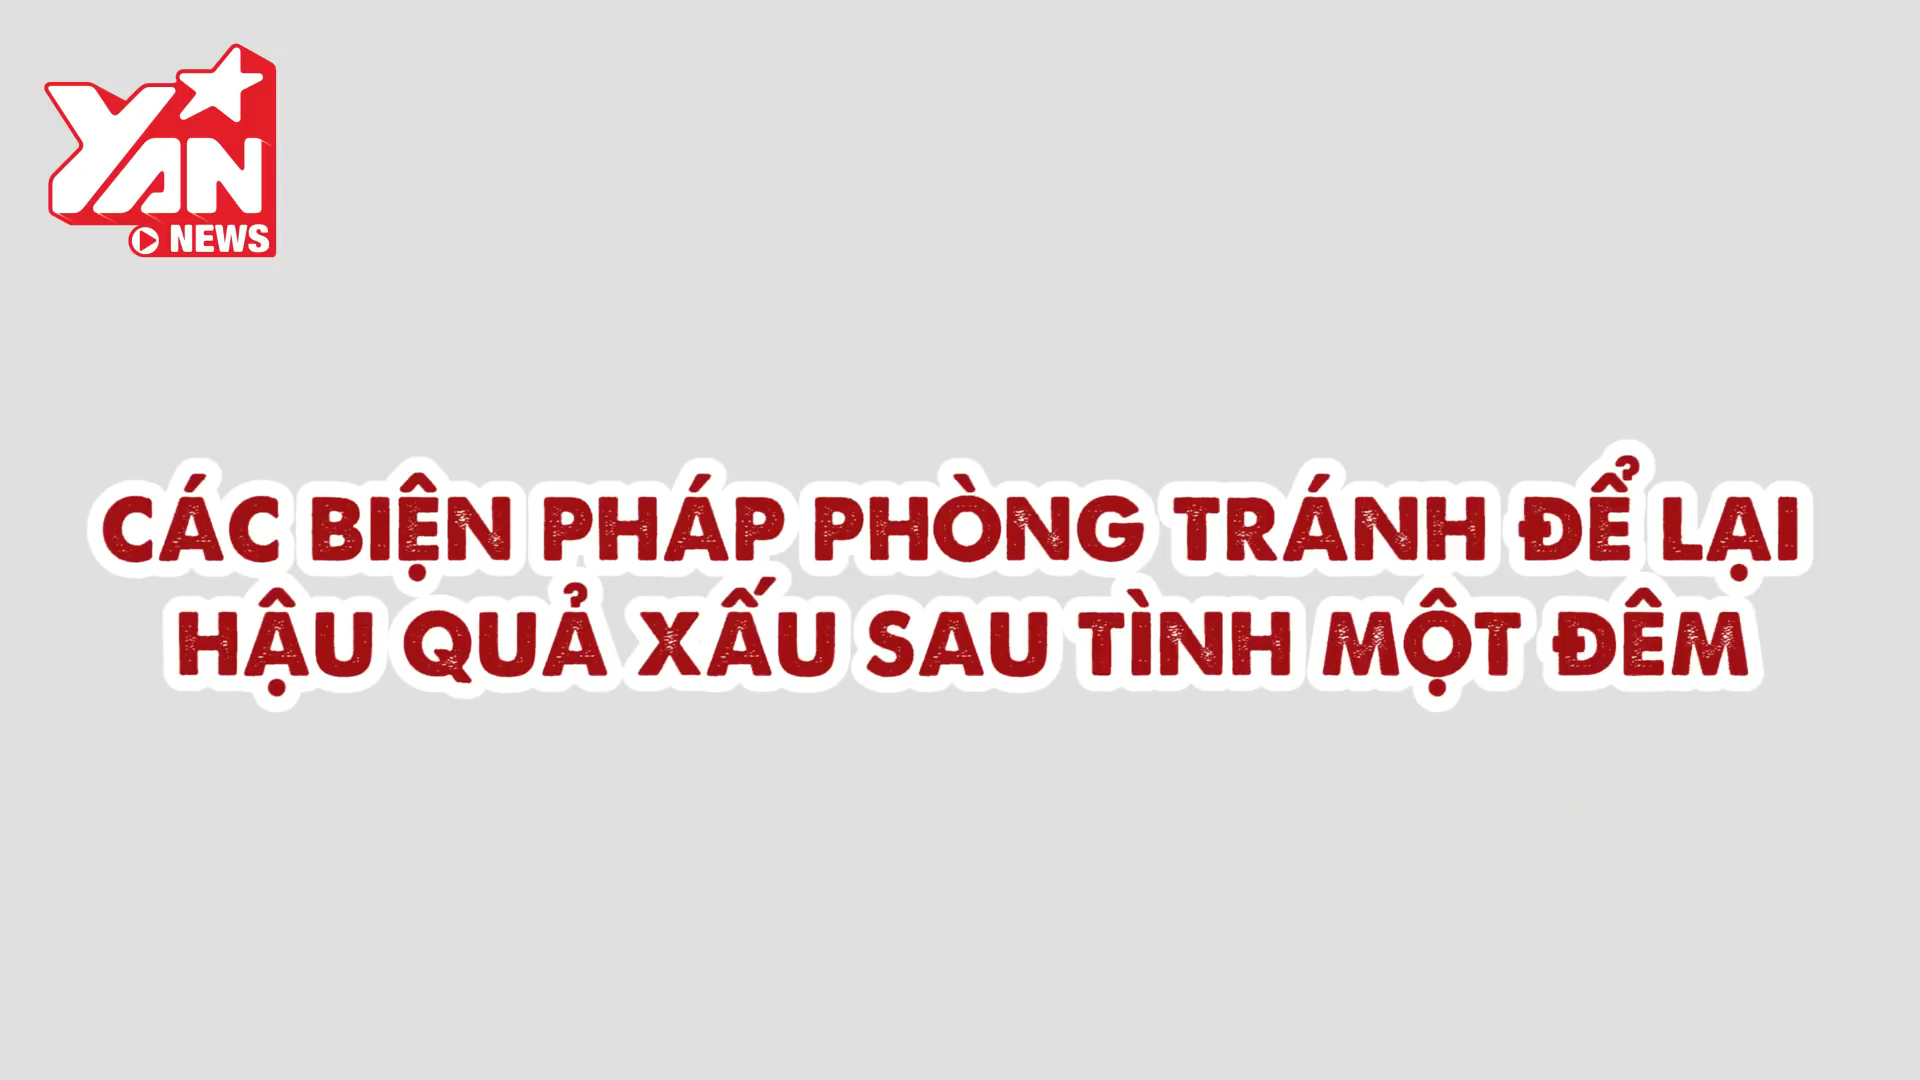 YAN
NEWS
CÁC BIỆN PHÁP PHÒNG TRÁNH ĐỂ LẠI
HẬU QUẢ XẤU SAU TÌNH MỘT ĐÊM